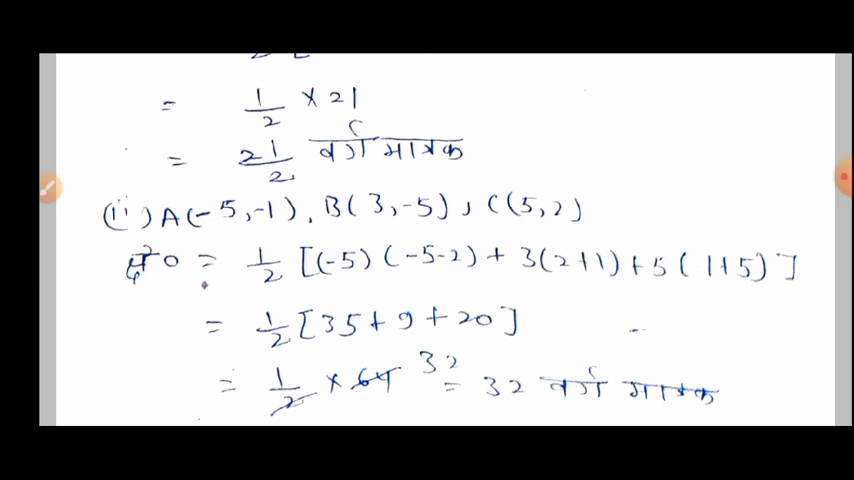 = 1/2 × 21
= 21/2 वर्ग मात्रक
(ii) A(-5,-1), B(3,-5), C(5,2)
= 1/2 [(-5)(-5-2) + 3(2+1) + 5(-1+5)]
= 1/2 [35+9+20]
= 1/2 × 64 32 = 32 वर्ग मात्रक